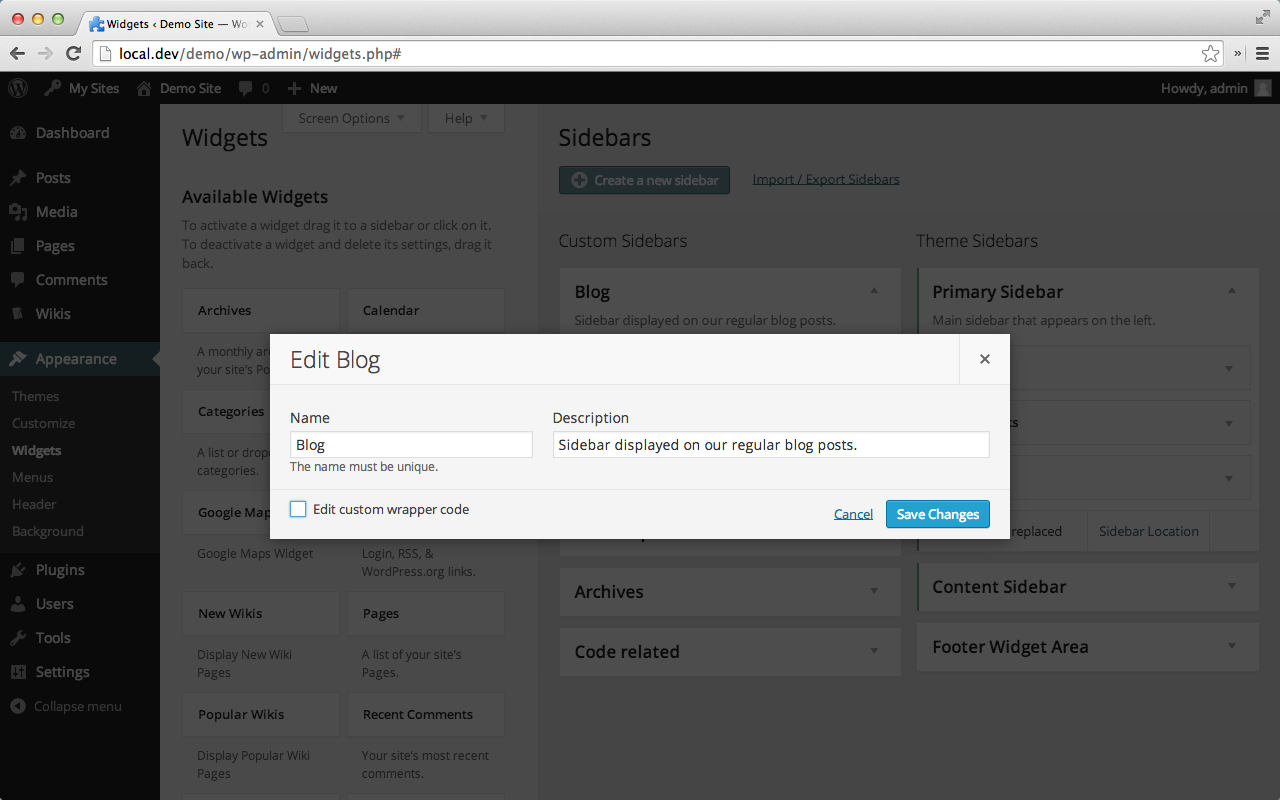 Widgets ‹ Demo Site — Wo
local.dev/demo/wp-admin/widgets.php#
My Sites
Demo Site
0
New
Howdy, admin
Dashboard
Posts
Media
Pages
Comments
Wikis
Appearance
Themes
Customize
Widgets
Menus
Header
Background
Plugins
Users
Tools
Settings
Collapse menu
Screen Options
Help
Widgets
Available Widgets
To activate a widget drag it to a sidebar or click on it.
To deactivate a widget and delete its settings, drag it
back.
Archives
Calendar
A monthly
your site's
Categories
A list or
categories.
Google
Google Maps Widget
Login, RSS, &
WordPress.org links.
New Wikis
Pages
Display New Wiki
Pages
A list of your site's
Pages.
Popular Wikis
Recent Comments
Display Popular Wiki
Pages
Your site's most recent
comments.
Sidebars
Create a new sidebar
Import / Export Sidebars
Custom Sidebars
Theme Sidebars
Blog
Sidebar displayed on our regular blog posts.
Primary Sidebar
Main sidebar that appears on the left.
Edit Blog
Name
Description
Blog
Sidebar displayed on our regular blog posts.
The name must be unique.
Edit custom wrapper code
Cancel
Save Changes
replaced
Sidebar Location
Archives
Content Sidebar
Code related
Footer Widget Area